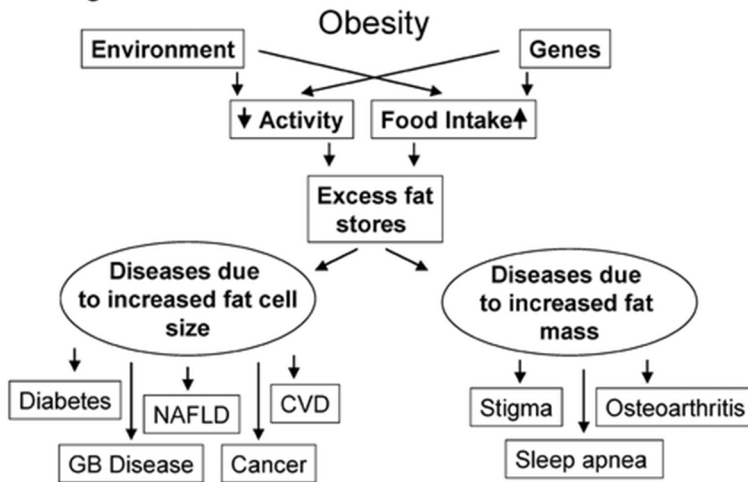 Obesity
Environment
Genes
Activity
Food Intake
Excess fat
stores
Diseases due
to increased fat cell
size
Diseases due
to increased fat
mass
Diabetes
NAFLD
CVD
GB Disease
Cancer
Stigma
Osteoarthritis
Sleep apnea